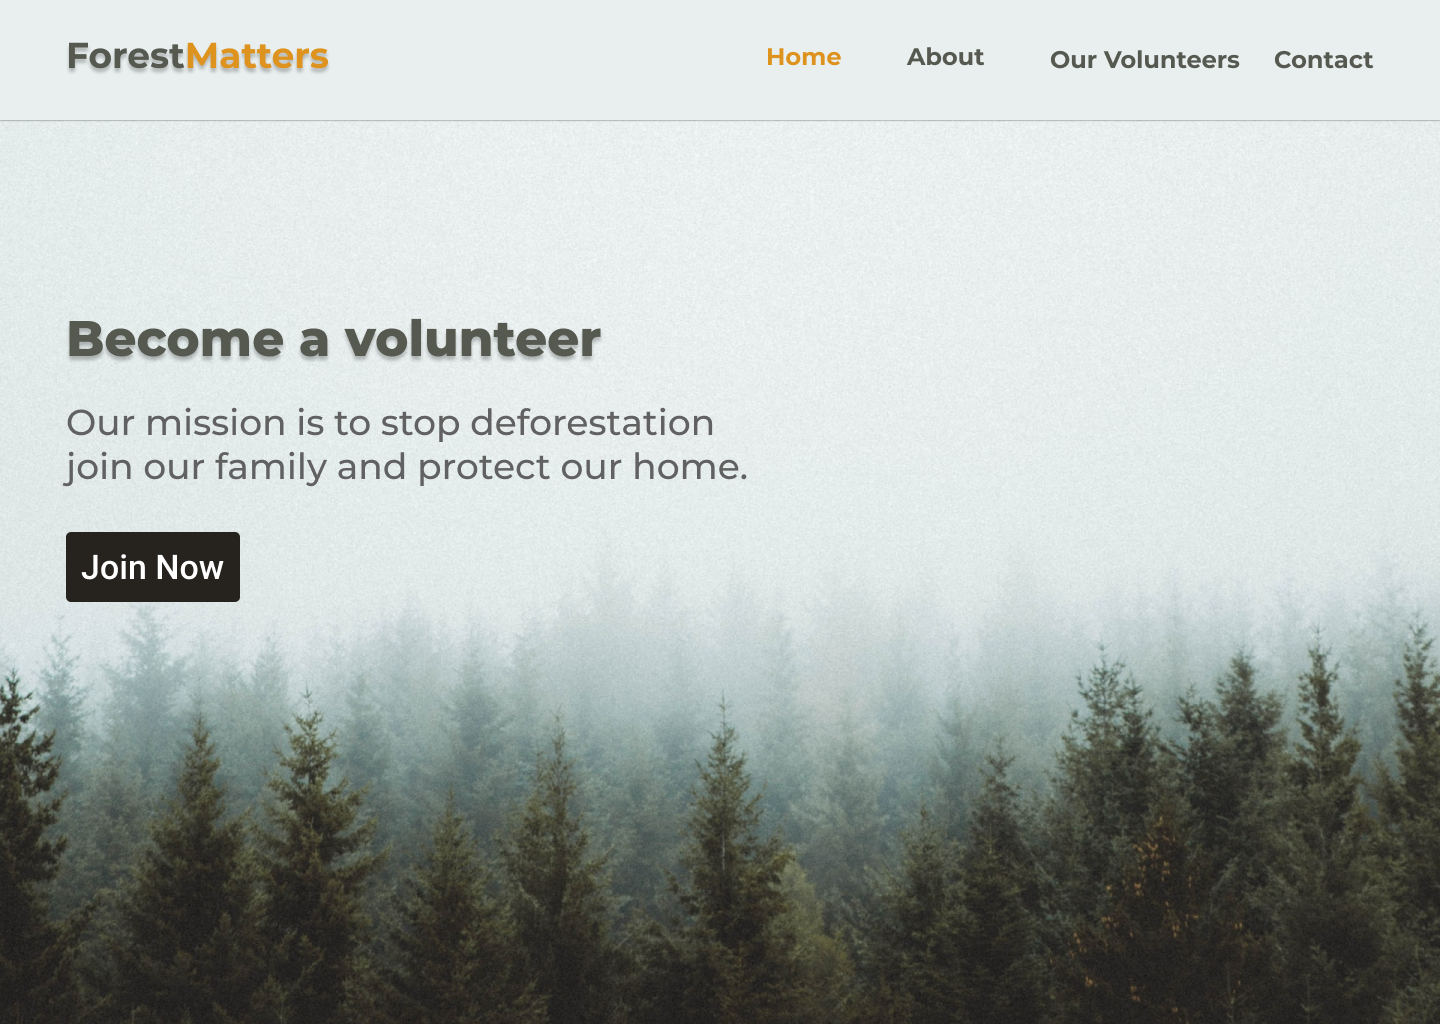 ForestMatters
Home About Our Volunteers Contact
Become a volunteer
Our mission is to stop deforestation
join our family and protect our home.
Join Now